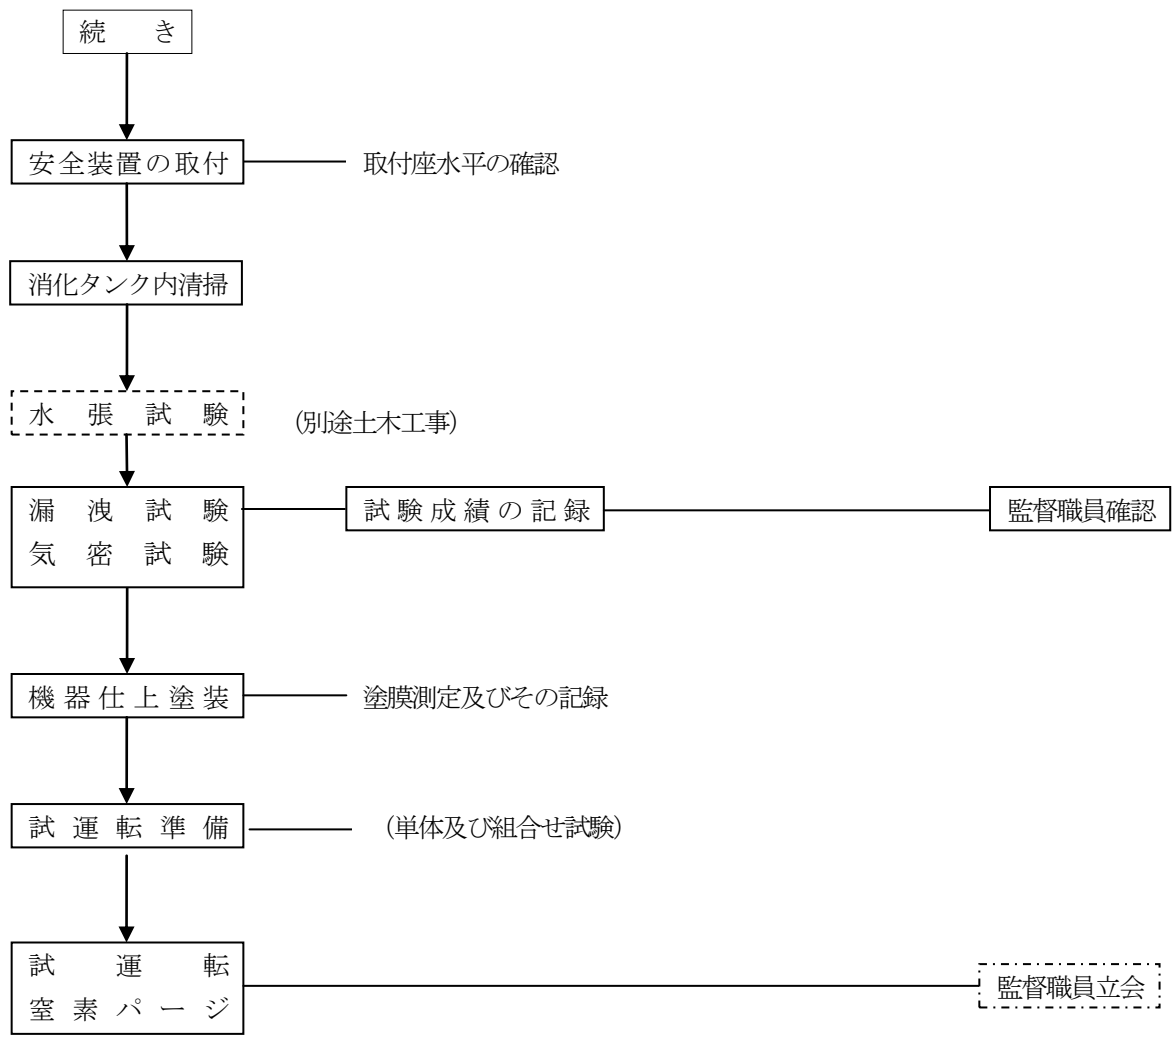 続き
安全装置の取付
取付座水平の確認
消化タンク内清掃
水張試験
(別途土木工事)
漏洩試験
気密試験
試験成績の記録
監督職員確認
機器仕上塗装
塗膜測定及びその記録
試運転準備
(単体及び組合せ試験)
試運転
窒素パージ
監督職員立会